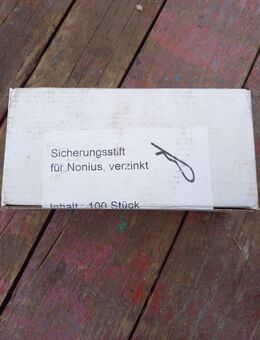 Sicherungsstift
für Nonius, verzinkt
Inhalt : 100 Stück